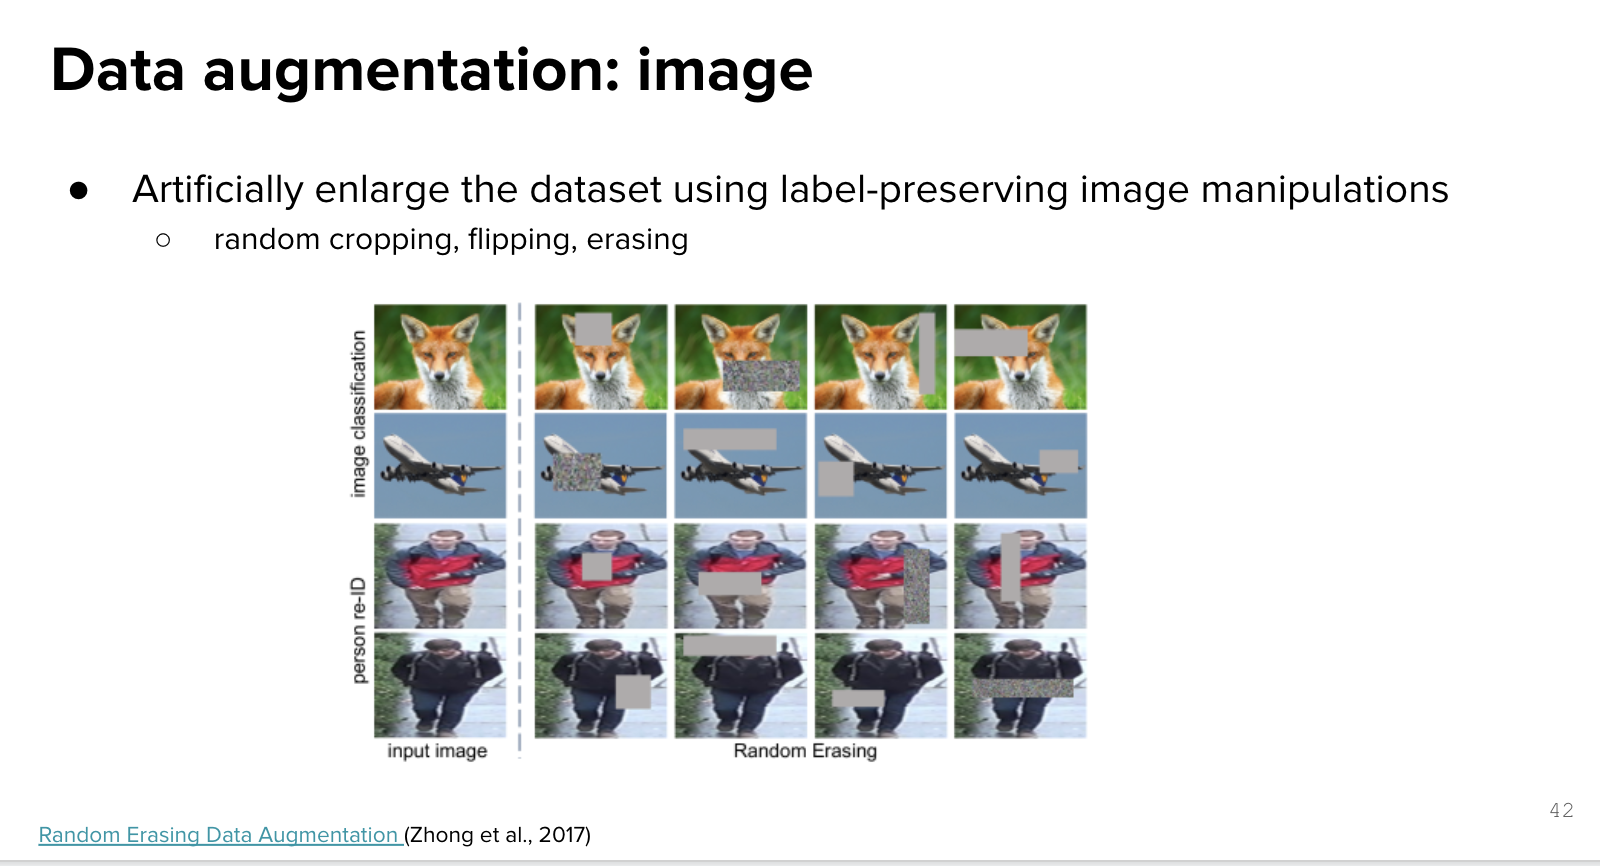 Data augmentation: image
● Artificially enlarge the dataset using label-preserving image manipulations
○ random cropping, flipping, erasing
image classification
person re-ID
input image
Random Erasing
Random Erasing Data Augmentation (Zhong et al., 2017)
42